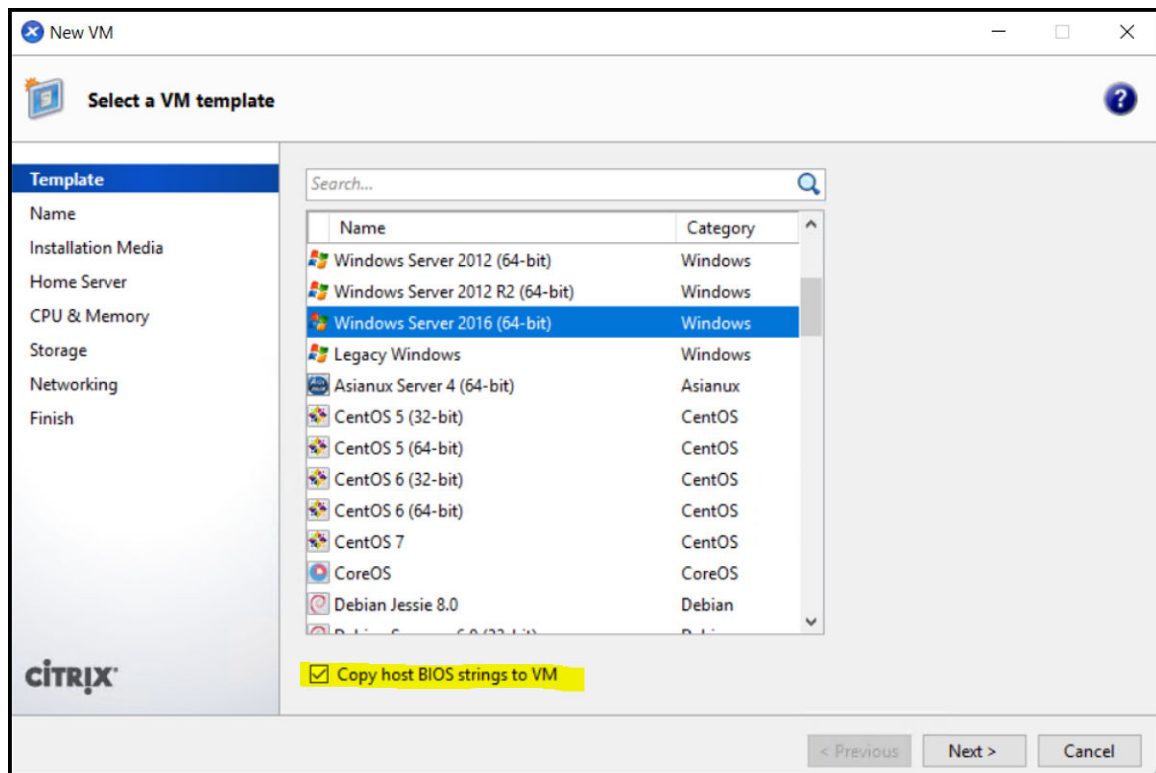 New VM
Select a VM template
?
Template
Name
Installation Media
Home Server
CPU & Memory
Storage
Networking
Finish
CITRIX
Search...
Name Category
Windows Server 2012 (64-bit) Windows
Windows Server 2012 R2 (64-bit) Windows
Windows Server 2016 (64-bit) Windows
Legacy Windows Windows
Asianux Server 4 (64-bit) Asianux
CentOS 5 (32-bit) CentOS
CentOS 5 (64-bit) CentOS
CentOS 6 (32-bit) CentOS
CentOS 6 (64-bit) CentOS
CentOS 7 CentOS
CoreOS CoreOS
Debian Jessie 8.0 Debian
Copy host BIOS strings to VM
< Previous Next > Cancel